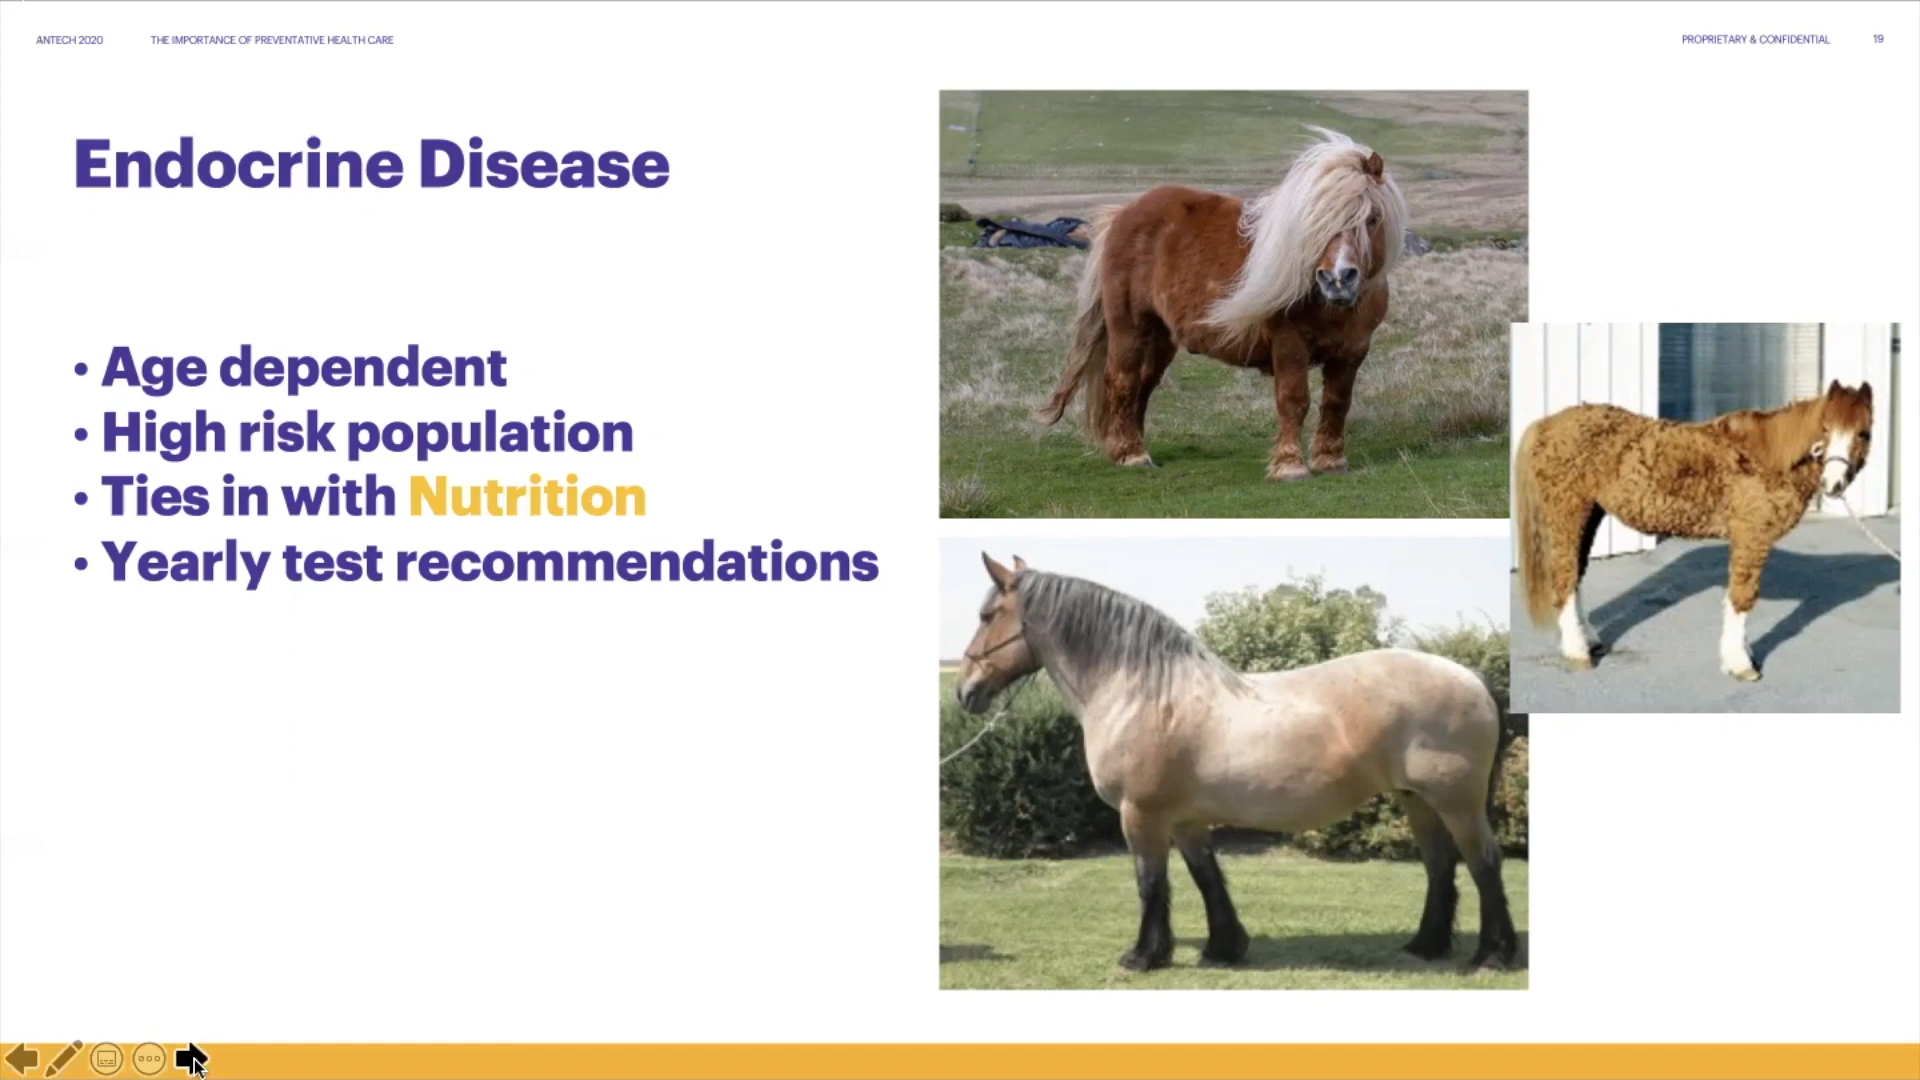 ANTECH 2020 THE IMPORTANCE OF PREVENTATIVE HEALTH CARE PROPRIETARY & CONFIDENTIAL 19
Endocrine Disease
• Age dependent
• High risk population
• Ties in with Nutrition
• Yearly test recommendations